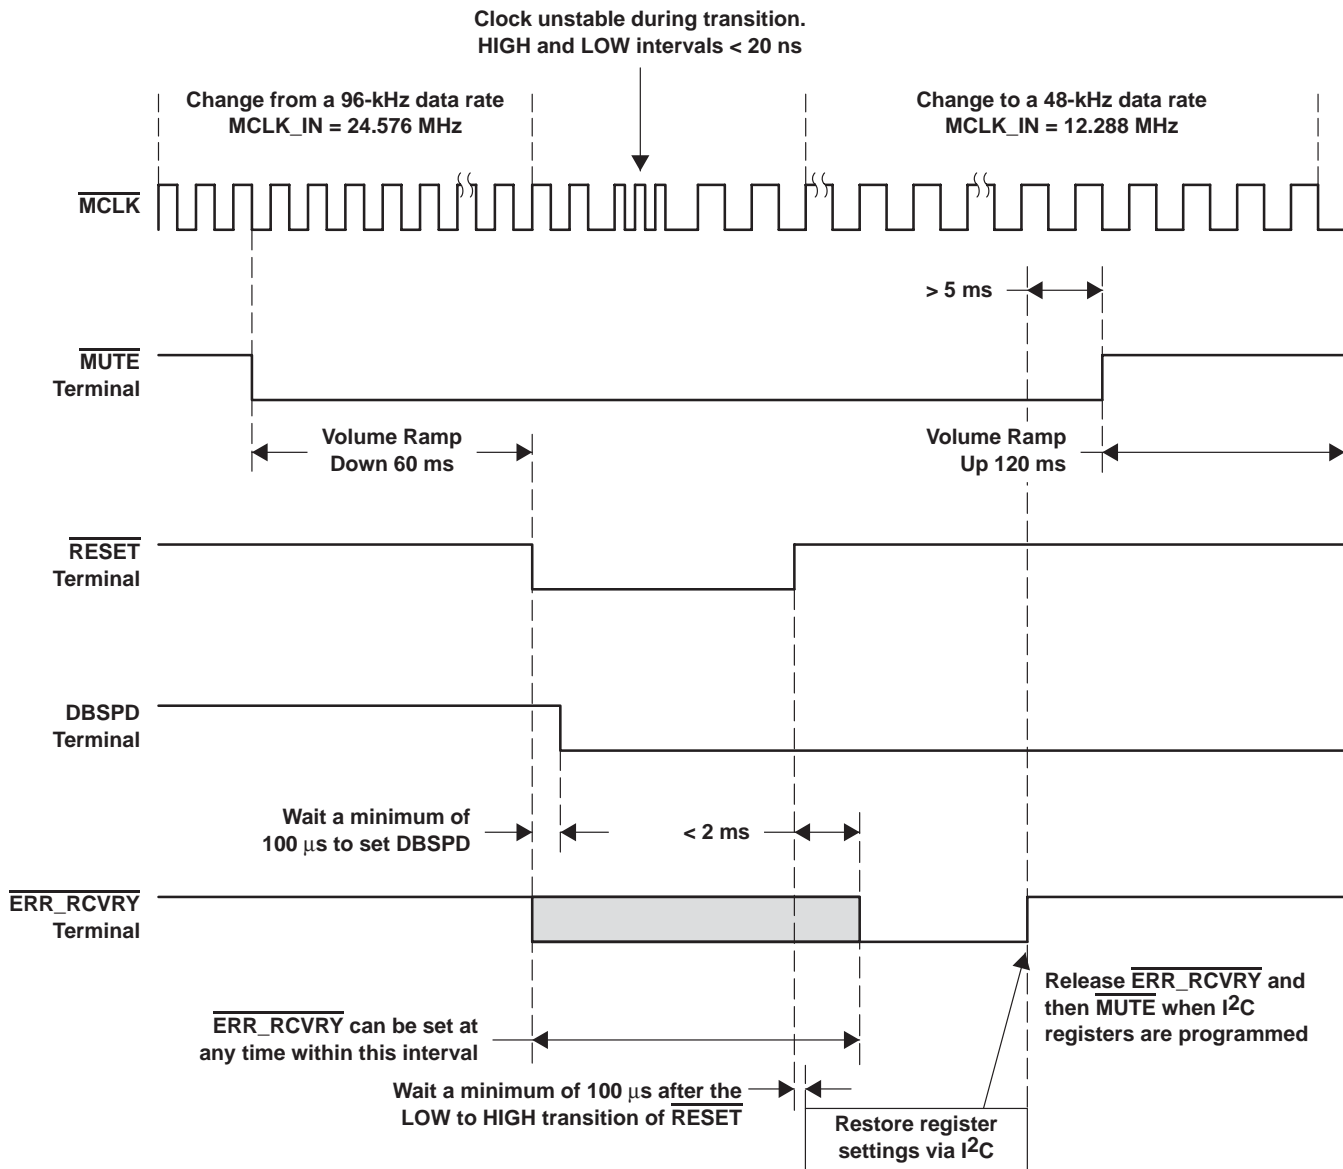 Clock unstable during transition.
HIGH and LOW intervals < 20 ns
Change from a 96-kHz data rate
MCLK_IN = 24.576 MHz
Change to a 48-kHz data rate
MCLK_IN = 12.288 MHz
MCLK
> 5 ms
MUTE
Terminal
Volume Ramp
Down 60 ms
Volume Ramp
Up 120 ms
RESET
Terminal
DBSPD
Terminal
Wait a minimum of
100 μs to set DBSPD
< 2 ms
ERR_RCVRY
Terminal
Release ERR_RCVRY and
then MUTE when I2C
registers are programmed
ERR_RCVRY can be set at
any time within this interval
Wait a minimum of 100 μs after the
LOW to HIGH transition of RESET
Restore register
settings via I2C